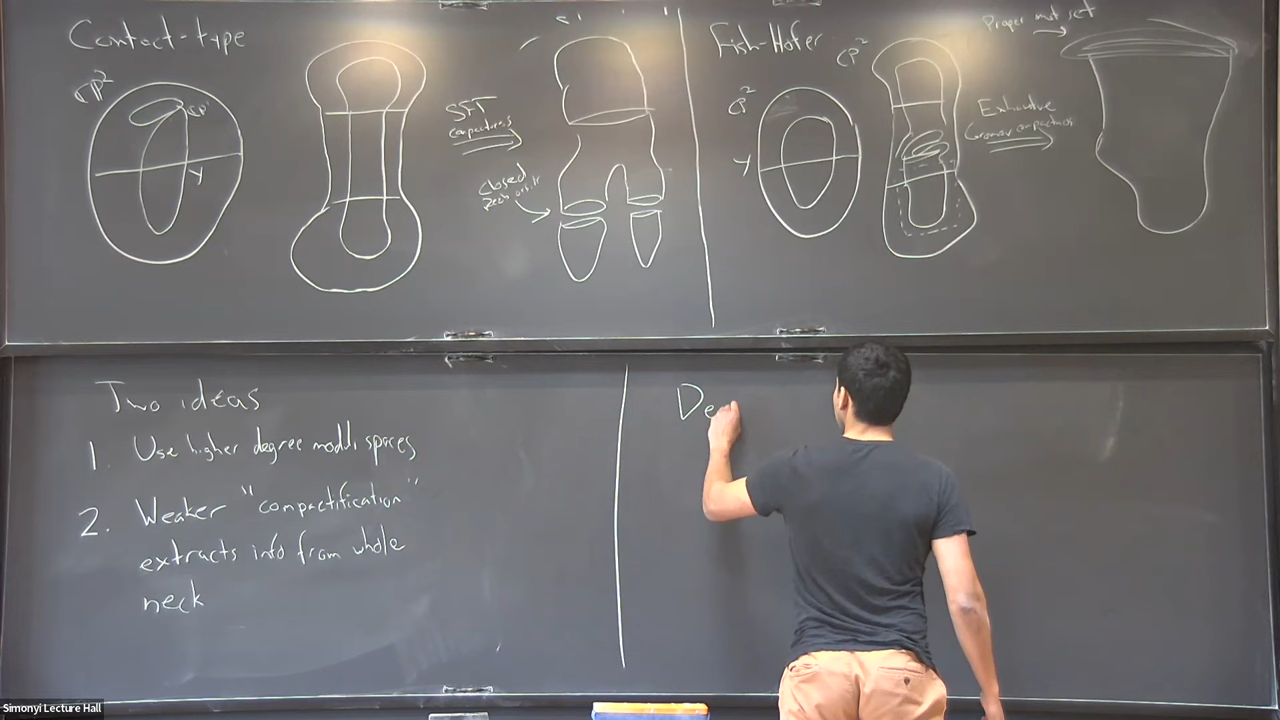 Contact-type
CP²
CP¹
Y
SFT
compactness
Closed
Reeb orbits
Fish-Hofer
CP²
CP²
Y
Exhaustive
Gromov compactness
Proper
set
Two ideas
1. Use higher degree moduli spaces
2. Weaker "compactification"
extracts info from whole
neck
De
Simonyi Lecture Hall